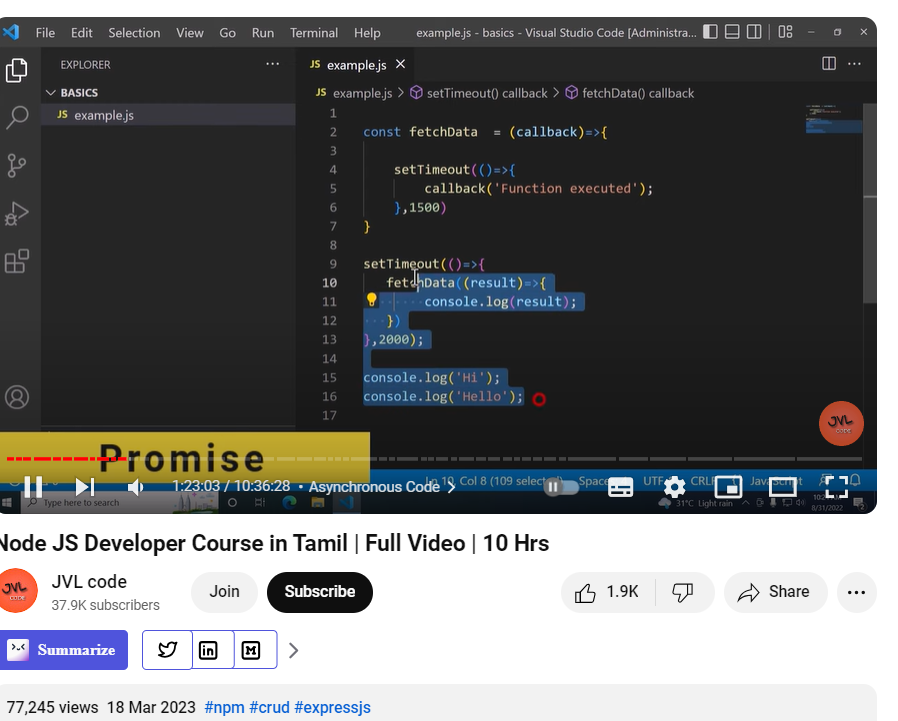 File Edit Selection View Go Run Terminal Help example.js - basics - Visual Studio Code [Administra...
EXPLORER ... JS example.js
BASICS
JS example.js > setTimeout() callback > fetchData() callback
JS example.js
1
2 const fetchData = (callback)=>{
3
4 setTimeout(()=>{
5 callback('Function executed');
6 },1500)
7 }
8
9 setTimeout(()=>{
10 fetchData((result)=>{
11 console.log(result);
12 })
13 },2000);
14
15 console.log('Hi');
16 console.log('Hello');
17
JVL
code
Promise
1:23:03 / 10:36:28 • Asynchronous Code >
Ln 10, Col 8 (109 select
UTF
CRLF
JavaScript
Type here to search
31°C Light rain
8/31/2022
Node JS Developer Course in Tamil | Full Video | 10 Hrs
JVL
code
JVL code
37.9K subscribers
Join
Subscribe
1.9K
Share
Summarize
77,245 views 18 Mar 2023 #npm #crud #expressjs